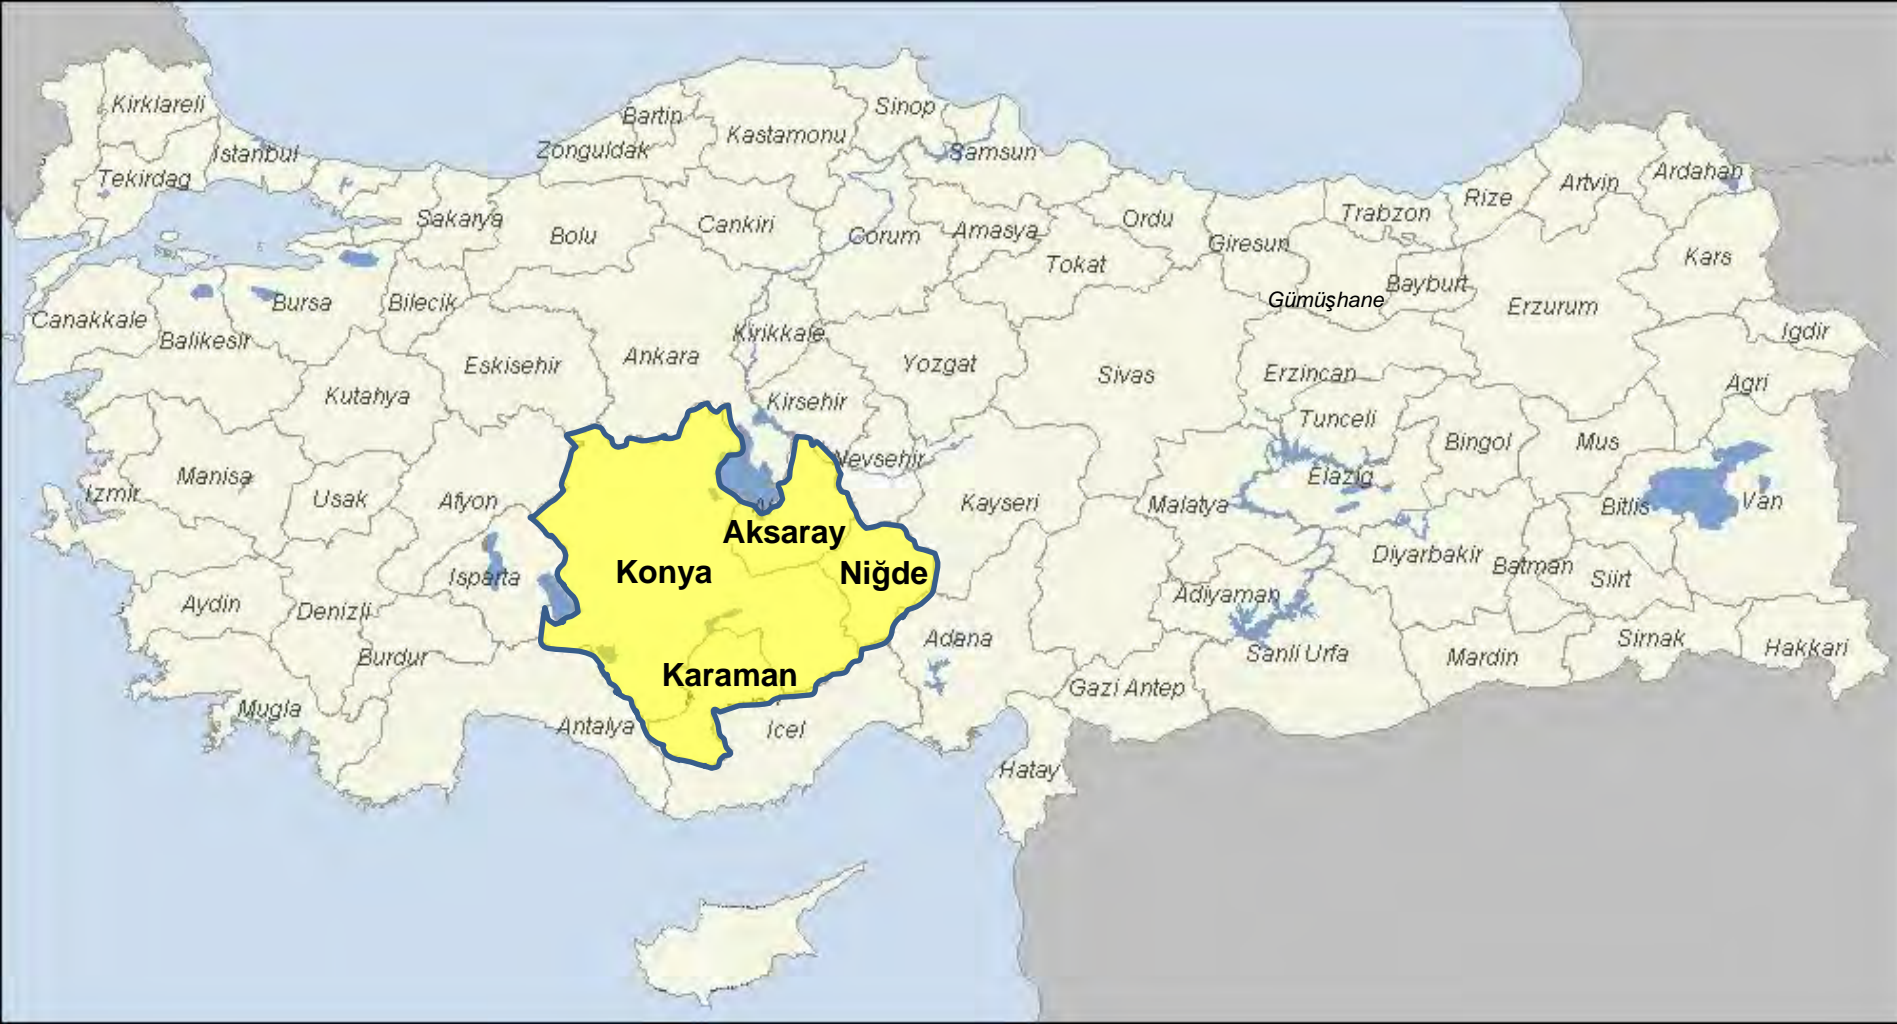 Kirklareli
Bartin
Sinop
Kastamonu
Istanbul
Zonguldak
Samsun
Tekirdag
Ardahan
Artvin
Rize
Sakarya
Bolu
Cankiri
Corum
Amasya
Ordu
Trabzon
Giresun
Tokat
Kars
Canakkale
Balikesir
Bursa
Bilecik
Gümüşhane
Bayburt
Erzurum
Kirikkale
Igdir
Eskisehir
Ankara
Yozgat
Sivas
Erzincan
Agri
Kutahya
Kirsehir
Tunceli
Bingol
Mus
Manisa
Nevsehir
Izmir
Usak
Afyon
Kayseri
Malatya
Elazig
Bitlis
Van
Aksaray
Konya
Niğde
Isparta
Diyarbakir
Batman
Siirt
Adiyaman
Aydin
Denizli
Adana
Sirnak
Hakkari
Burdur
Sanli Urfa
Mardin
Karaman
Gazi Antep
Mugla
Antalya
Icel
Hatay